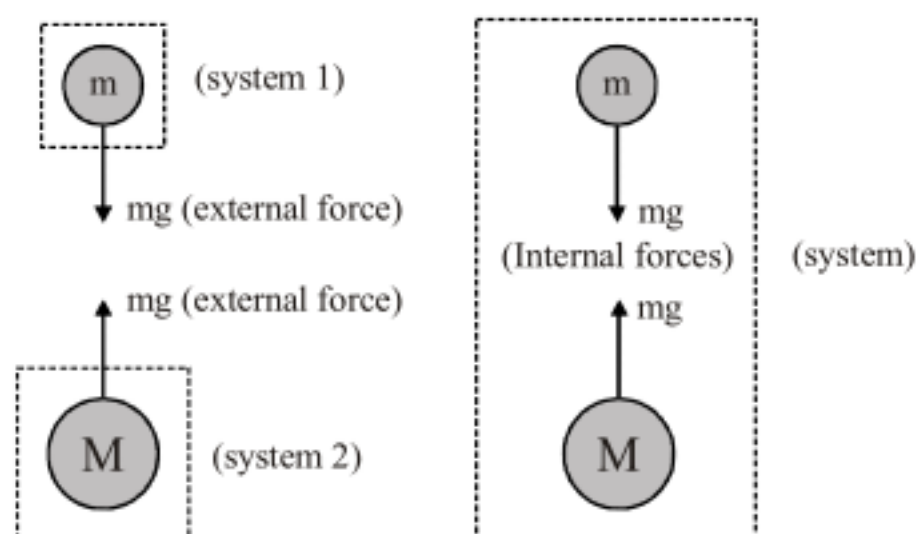 m
(system 1)
mg (external force)
mg (external force)
M
(system 2)
m
mg
(Internal forces)
(system)
mg
M